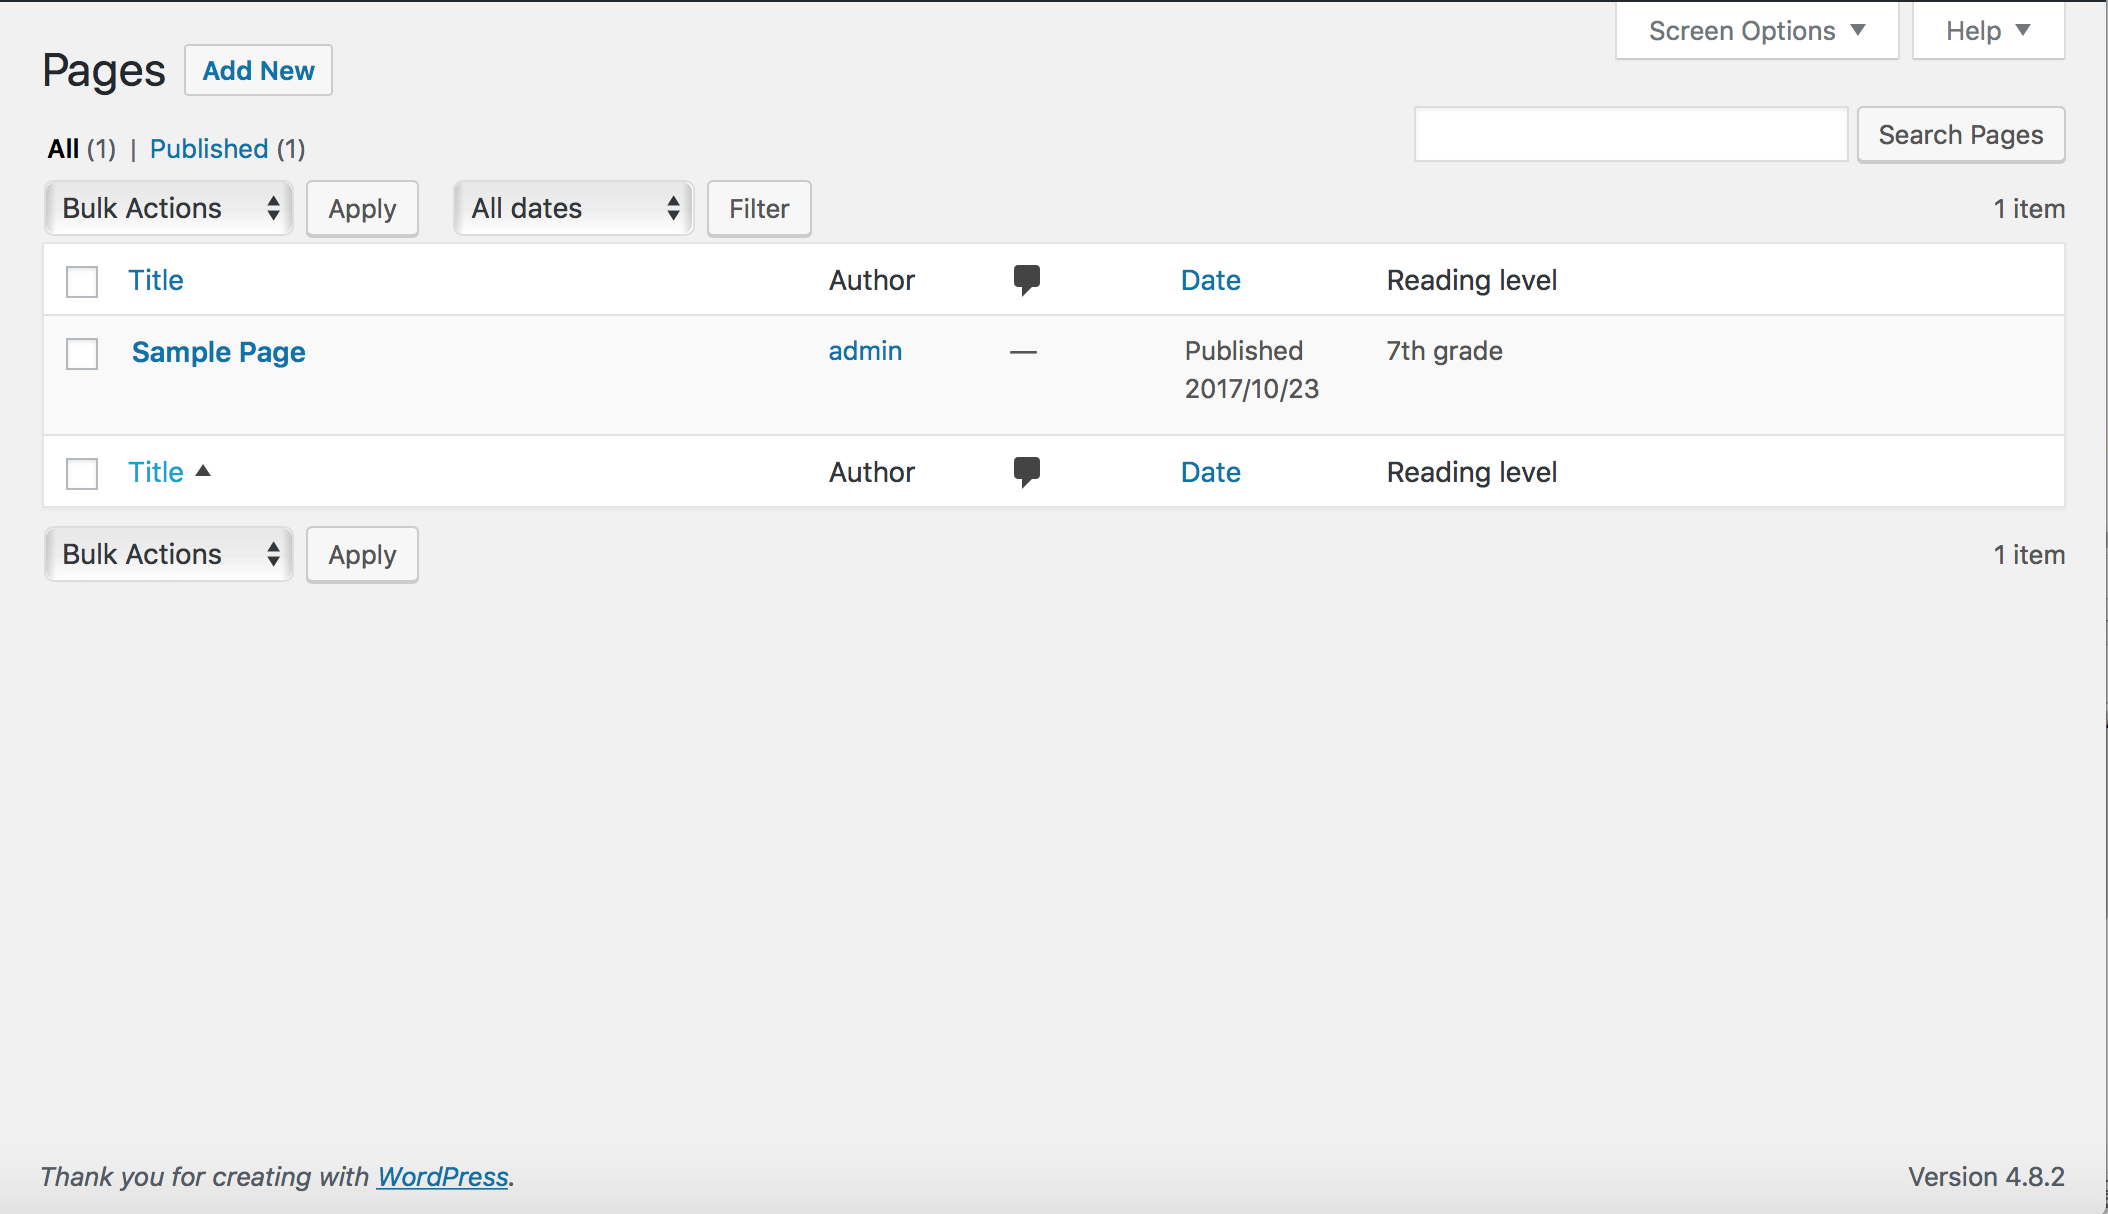 Screen Options Help
Pages Add New
Search Pages
All (1) | Published (1)
Bulk Actions Apply All dates Filter 1 item
Title Author Date Reading level
Sample Page admin — Published 7th grade
2017/10/23
Title Author Date Reading level
Bulk Actions Apply 1 item
Thank you for creating with WordPress. Version 4.8.2